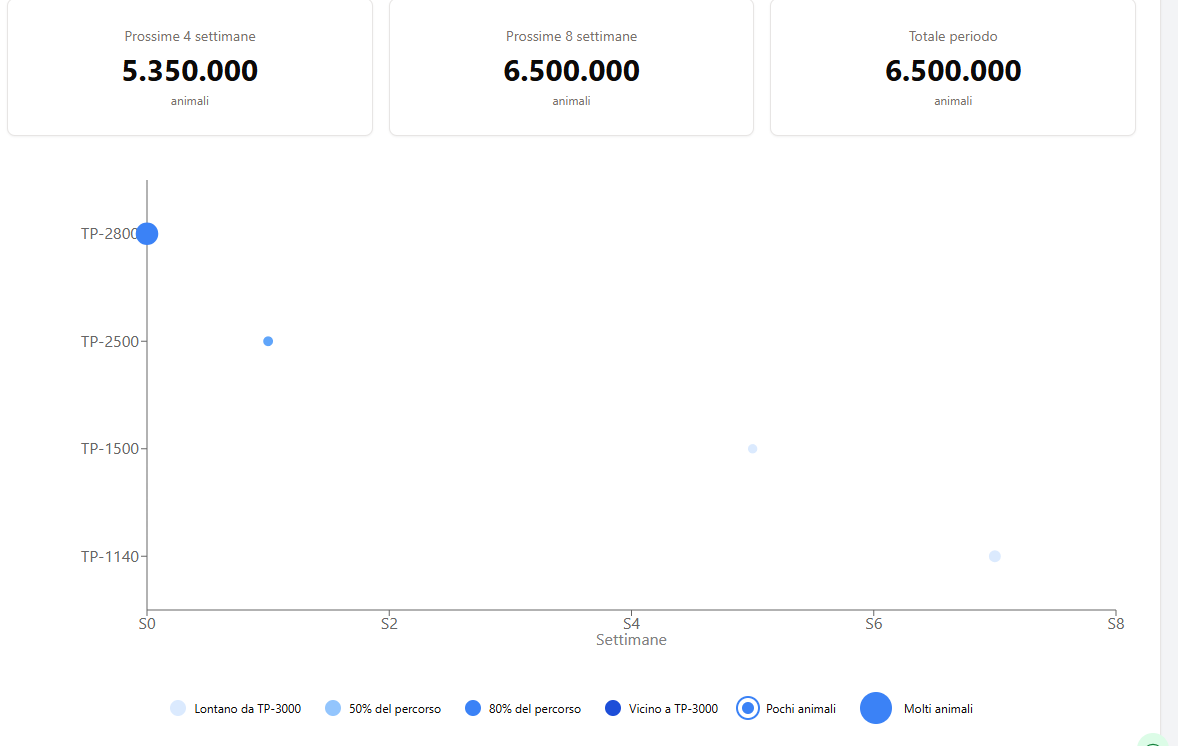 Prossime 4 settimane
5.350.000
animali
Prossime 8 settimane
6.500.000
animali
Totale periodo
6.500.000
animali
TP-2800
TP-2500
TP-1500
TP-1140
S0 S2 S4 S6 S8
Settimane
Lontano da TP-3000 50% del percorso 80% del percorso Vicino a TP-3000 Pochi animali Molti animali